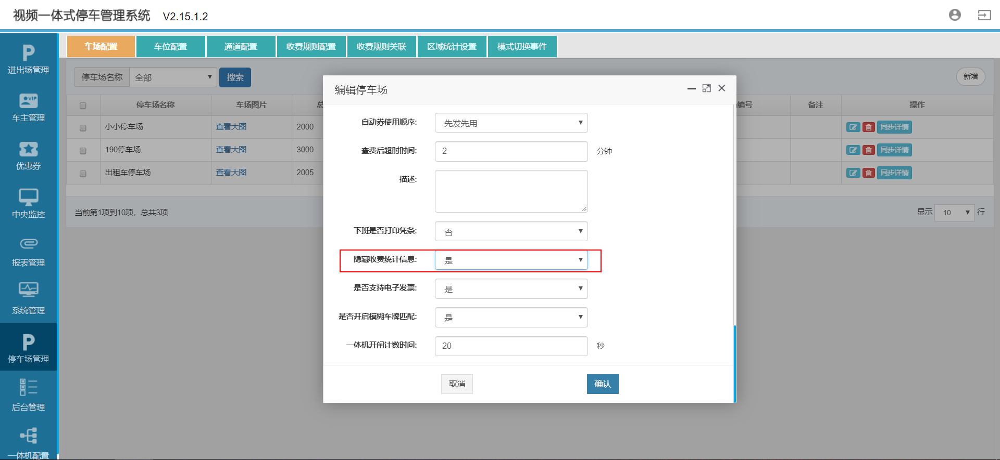 视频一体式停车管理系统 V2.15.1.2
车场配置 车位配置 通道配置 收费规则配置 收费规则关联 区域统计设置 模式切换事件
进出场管理
车主管理
优惠券
中央监控
报表管理
系统管理
停车场管理
后台管理
一体机配置
停车场名称 全部 搜索 新增
停车场名称 车场图片 总 编号 备注 操作
小小停车场 查看大图 2000 同步详情
190停车场 查看大图 3000 同步详情
出租车停车场 查看大图 2005 同步详情
当前第1项到10项，总共3项 显示 10 行
编辑停车场
自动券使用顺序: 先发先用
查费后超时时间: 2 分钟
描述:
下班是否打印凭条: 否
隐藏收费统计信息: 是
是否支持电子发票: 是
是否开启模糊车牌匹配: 是
一体机开闸计数时间: 20 秒
取消 确认